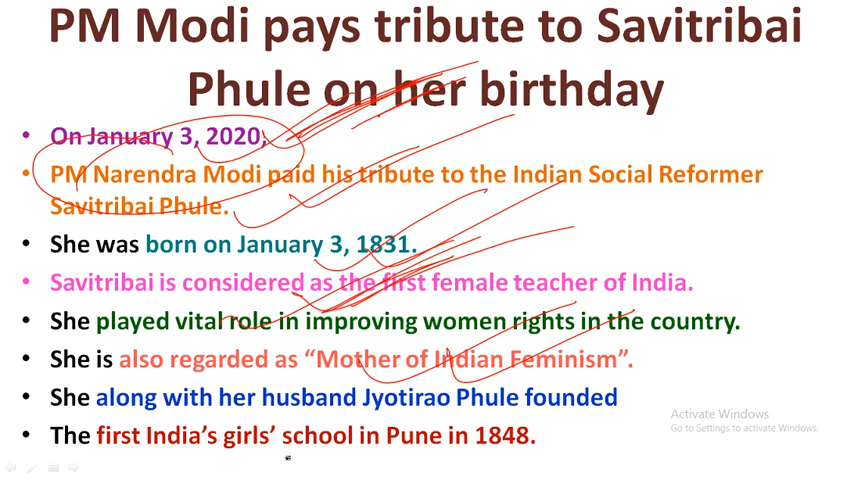 PM Modi pays tribute to Savitribai
Phule on her birthday
• On January 3, 2020,
• PM Narendra Modi paid his tribute to the Indian Social Reformer
Savitribai Phule.
• She was born on January 3, 1831.
• Savitribai is considered as the first female teacher of India.
• She played vital role in improving women rights in the country.
• She is also regarded as “Mother of Indian Feminism”.
• She along with her husband Jyotirao Phule founded
• The first India’s girls’ school in Pune in 1848.
Activate Windows
Go to Settings to activate Windows.